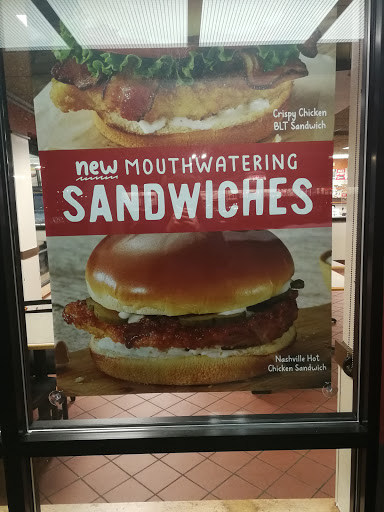 Crispy Chicken
BLT Sandwich
new MOUTHWATERING
SANDWICHES
Nashville Hot
Chicken Sandwich